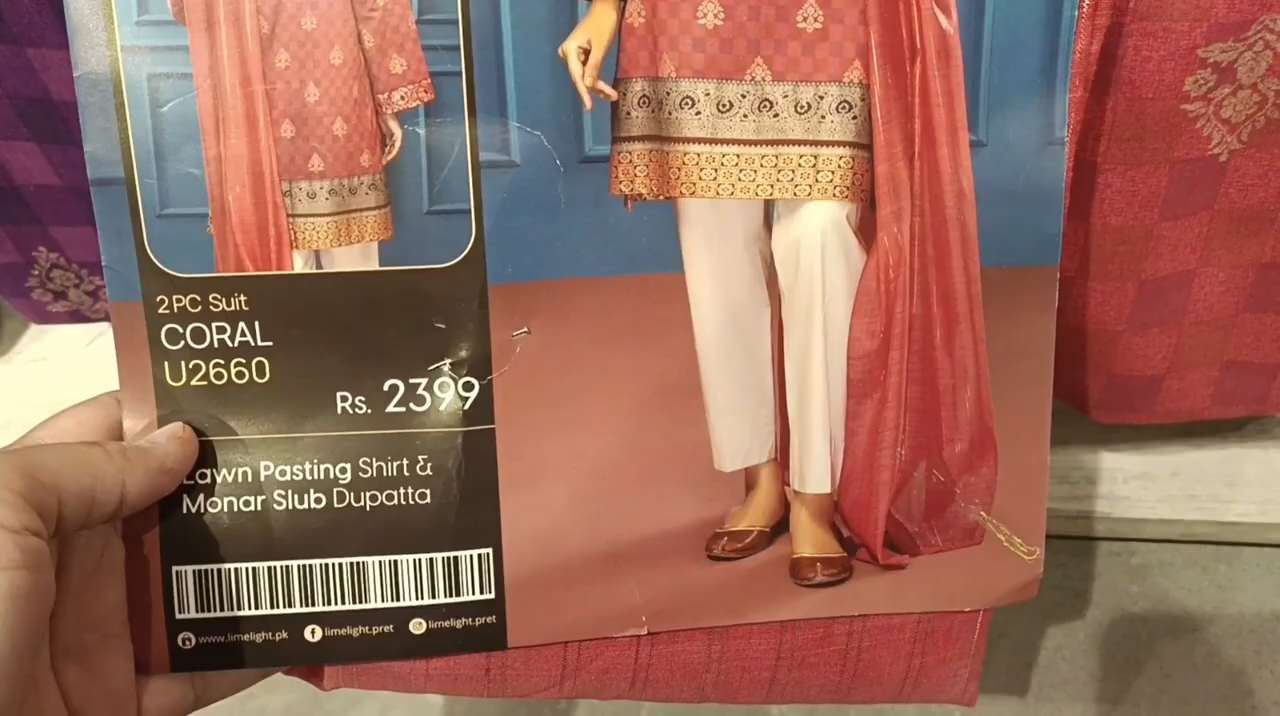 2PC Suit
CORAL
U2660
Rs. 2399
Lawn Pasting Shirt &
Monar Slub Dupatta
www.limelight.pk limelight.pret limelight.pret